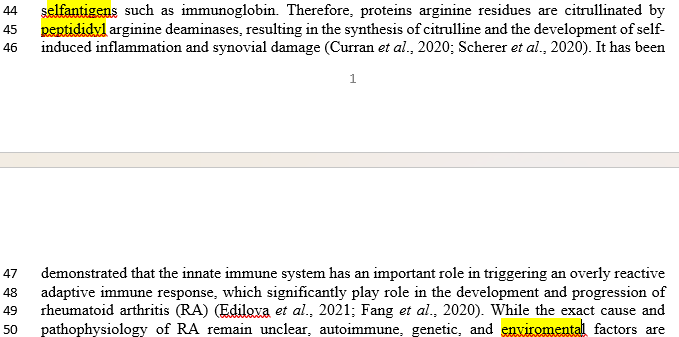 44 selfantigens such as immunoglobin. Therefore, proteins arginine residues are citrullinated by
45 peptididyl arginine deaminases, resulting in the synthesis of citrulline and the development of self-
46 induced inflammation and synovial damage (Curran et al., 2020; Scherer et al., 2020). It has been
1
47 demonstrated that the innate immune system has an important role in triggering an overly reactive
48 adaptive immune response, which significantly play role in the development and progression of
49 rheumatoid arthritis (RA) (Edilova et al., 2021; Fang et al., 2020). While the exact cause and
50 pathophysiology of RA remain unclear, autoimmune, genetic, and enviromental factors are